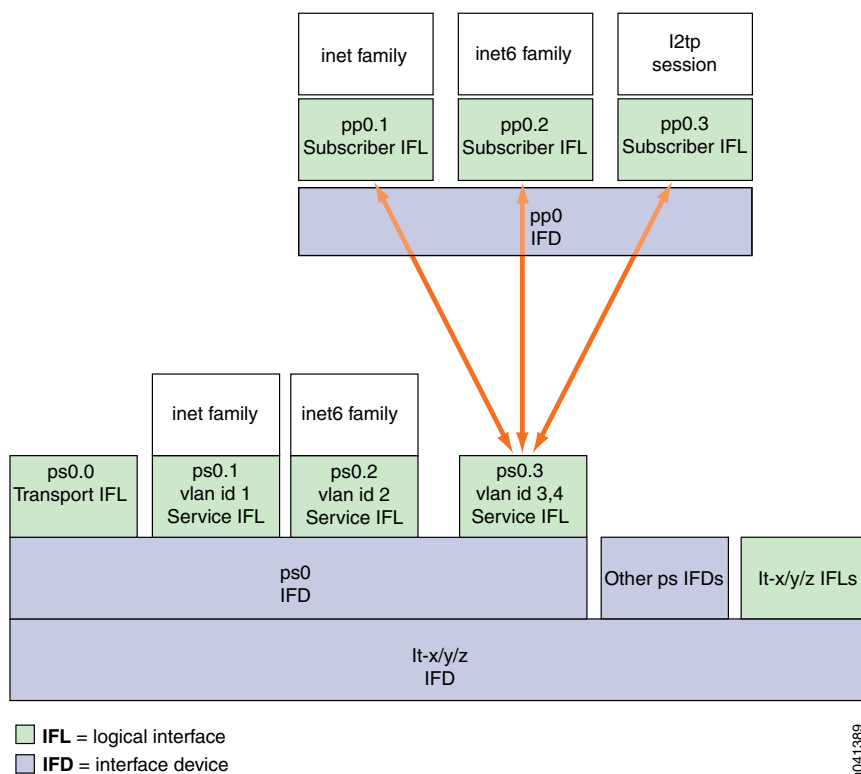 inet family
inet6 family
l2tp
session
pp0.1
Subscriber IFL
pp0.2
Subscriber IFL
pp0.3
Subscriber IFL
pp0
IFD
inet family
inet6 family
ps0.0
Transport IFL
ps0.1
vlan id 1
Service IFL
ps0.2
vlan id 2
Service IFL
ps0.3
vlan id 3,4
Service IFL
ps0
IFD
Other ps IFDs
lt-x/y/z IFLs
lt-x/y/z
IFD
IFL = logical interface
IFD = interface device
041389